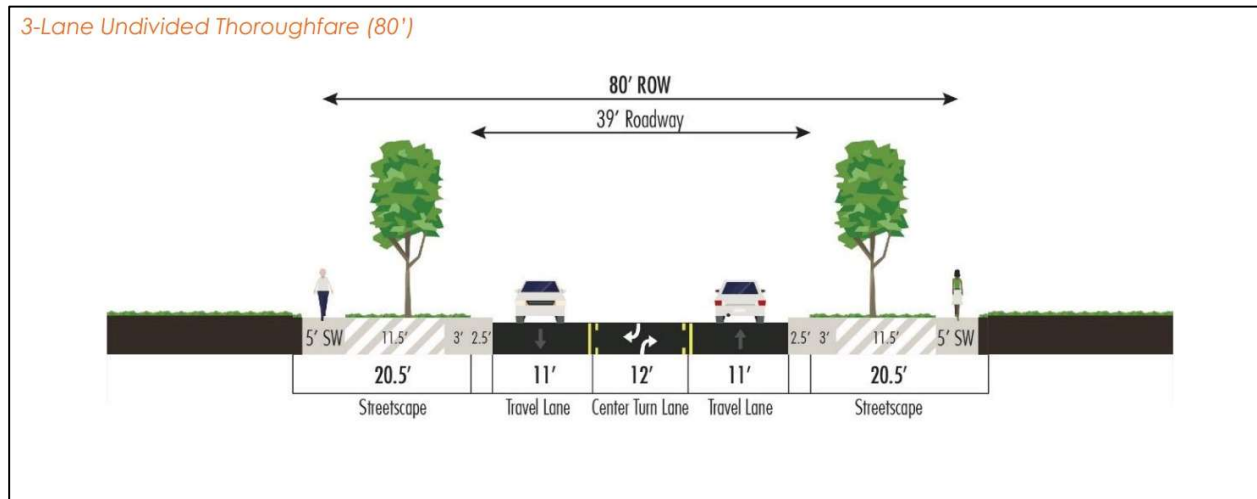 3-Lane Undivided Thoroughfare (80')
80' ROW
39' Roadway
5' SW 11.5' 3' 2.5' 2.5' 3' 11.5' 5' SW
20.5' 11' 12' 11' 20.5'
Streetscape Travel Lane Center Turn Lane Travel Lane Streetscape